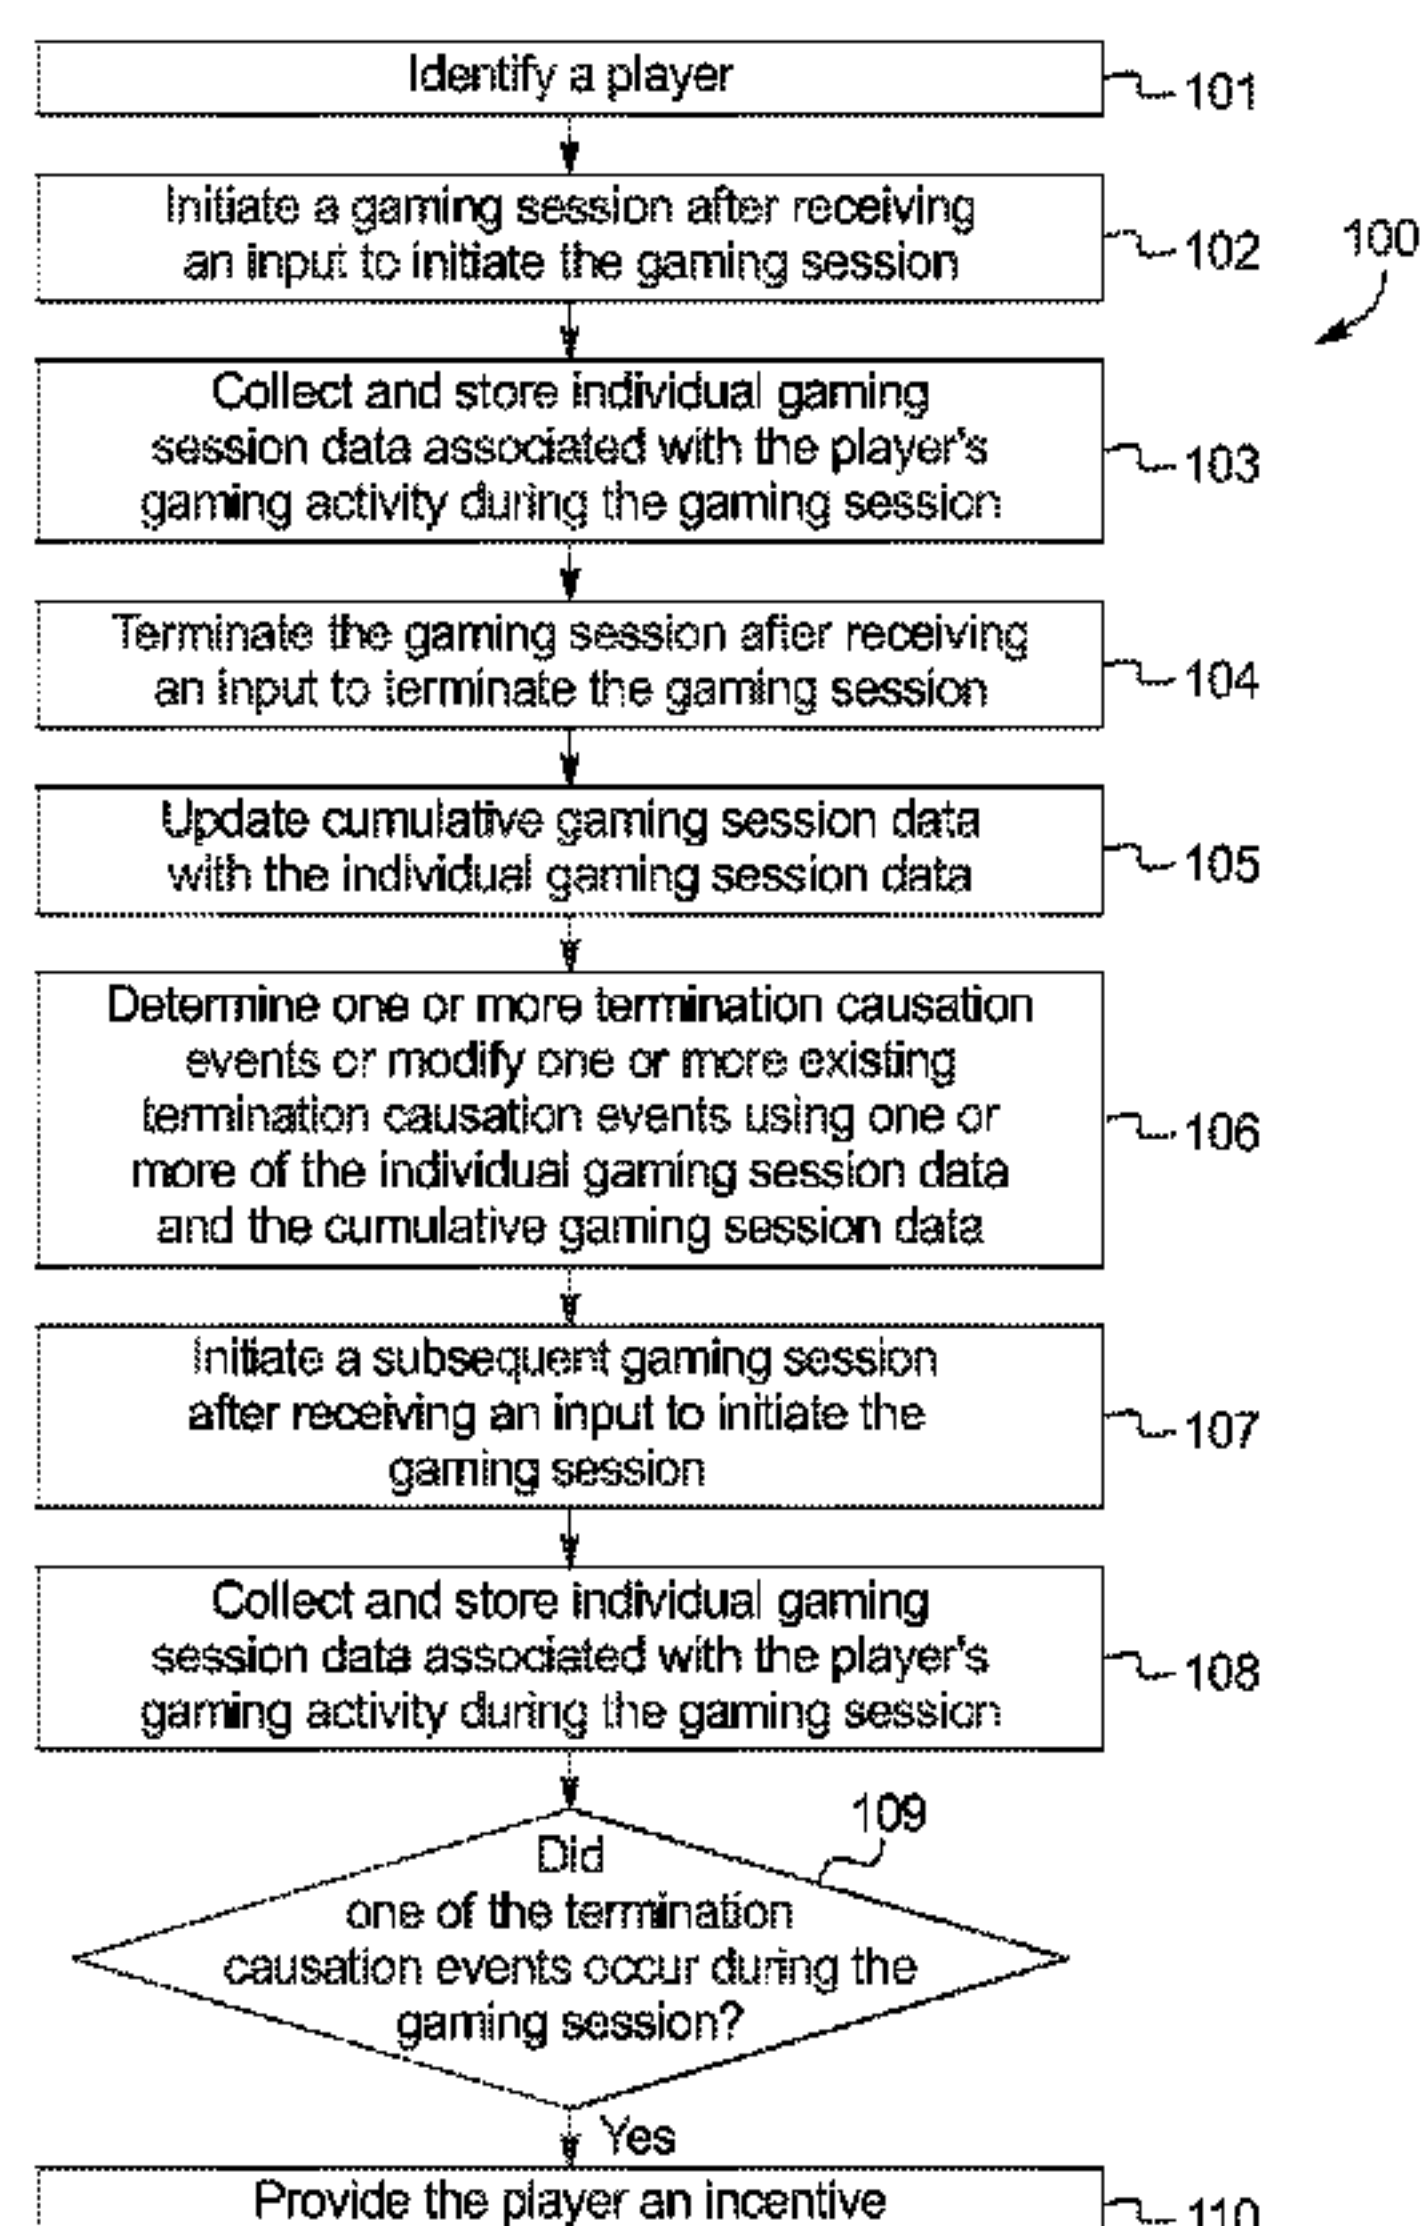 Identify a player
101
Initiate a gaming session after receiving
an input to initiate the gaming session
102
100
Collect and store individual gaming
session data associated with the player's
gaming activity during the gaming session
103
Terminate the gaming session after receiving
an input to terminate the gaming session
104
Update cumulative gaming session data
with the individual gaming session data
105
Determine one or more termination causation
events or modify one or more existing
termination causation events using one or
more of the individual gaming session data
and the cumulative gaming session data
106
Initiate a subsequent gaming session
after receiving an input to initiate the
gaming session
107
Collect and store individual gaming
session data associated with the player's
gaming activity during the gaming session
108
109
Did
one of the termination
causation events occur during the
gaming session?
Yes
Provide the player an incentive
110